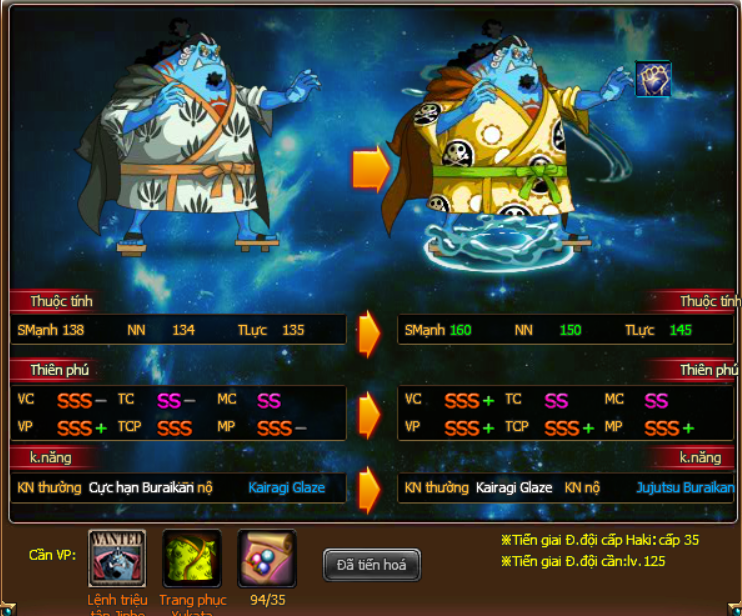 Thuộc tính Thuộc tính
SMạnh 138 NN 134 TLực 135 SMạnh 160 NN 150 TLực 145
Thiên phú Thiên phú
VC SSS− TC SS− MC SS VC SSS+ TC SS MC SS
VP SSS+ TCP SSS MP SSS− VP SSS+ TCP SSS+ MP SSS+
k.năng k.năng
KN thường Cực hạn Buraikan nộ Kairagi Glaze KN thường Kairagi Glaze KN nộ Jujutsu Buraikan
Cần VP: WANTED Đã tiến hoá ※Tiến giai Đ.đội cấp Haki: cấp 35
※Tiến giai Đ.đội cần:lv.125
Lệnh triệu Trang phục 94/35
tập Jinbe Yukata